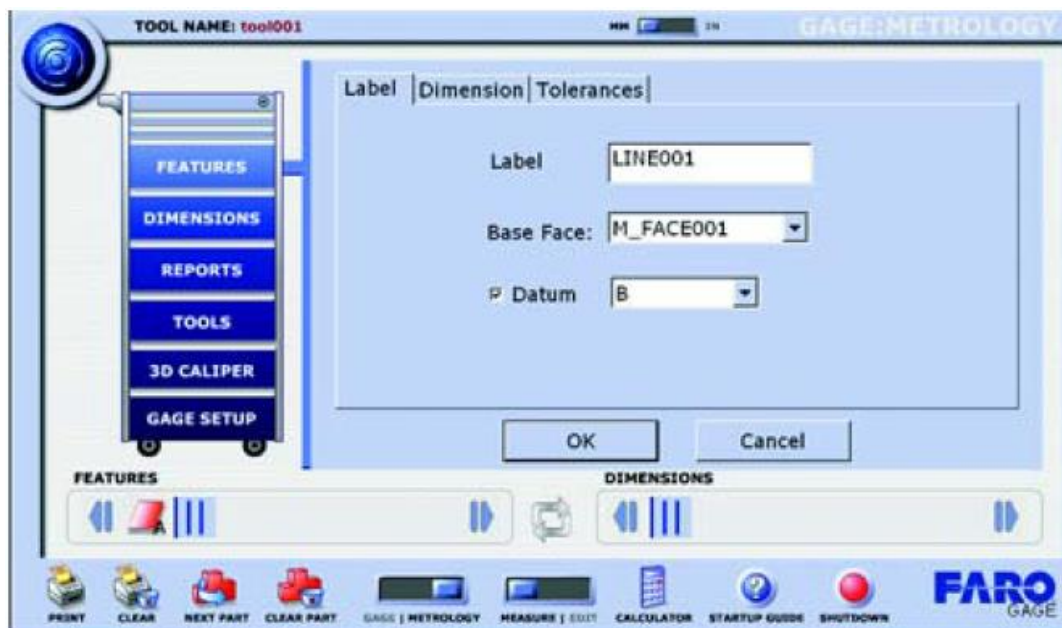 TOOL NAME: tool001
MM IN
GAGE:METROLOGY
Label Dimension Tolerances
Label LINE001
Base Face: M_FACE001
Datum B
OK Cancel
FEATURES
DIMENSIONS
REPORTS
TOOLS
3D CALIPER
GAGE SETUP
FEATURES DIMENSIONS
A
PRINT CLEAR NEXT PART CLEAR PART GAGE | METROLOGY MEASURE | EDIT CALCULATOR STARTUP GUIDE SHUTDOWN
FARO
GAGE